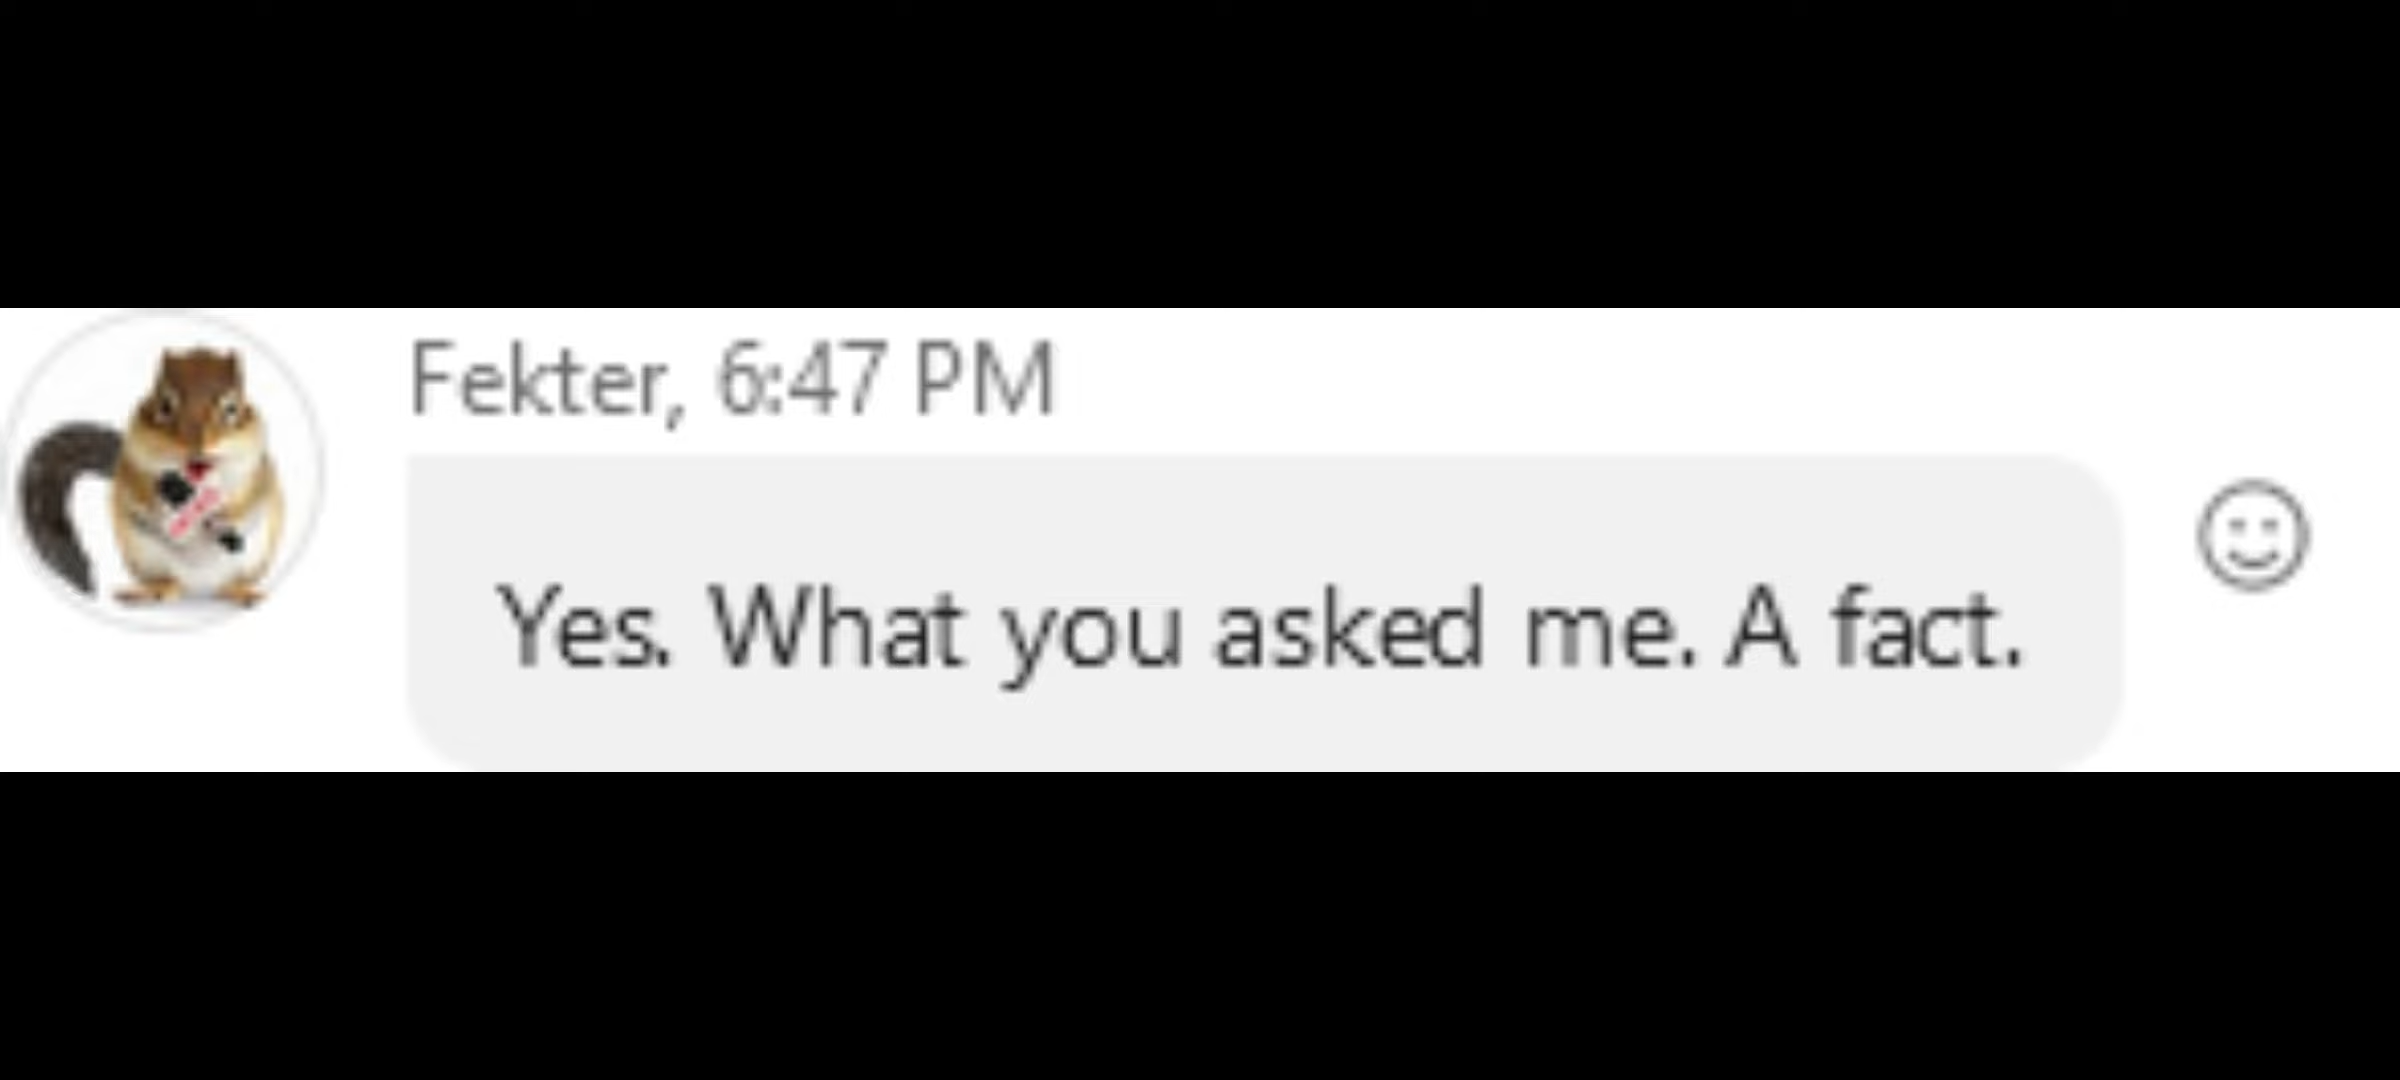 Fekter, 6:47 PM
Yes. What you asked me. A fact.